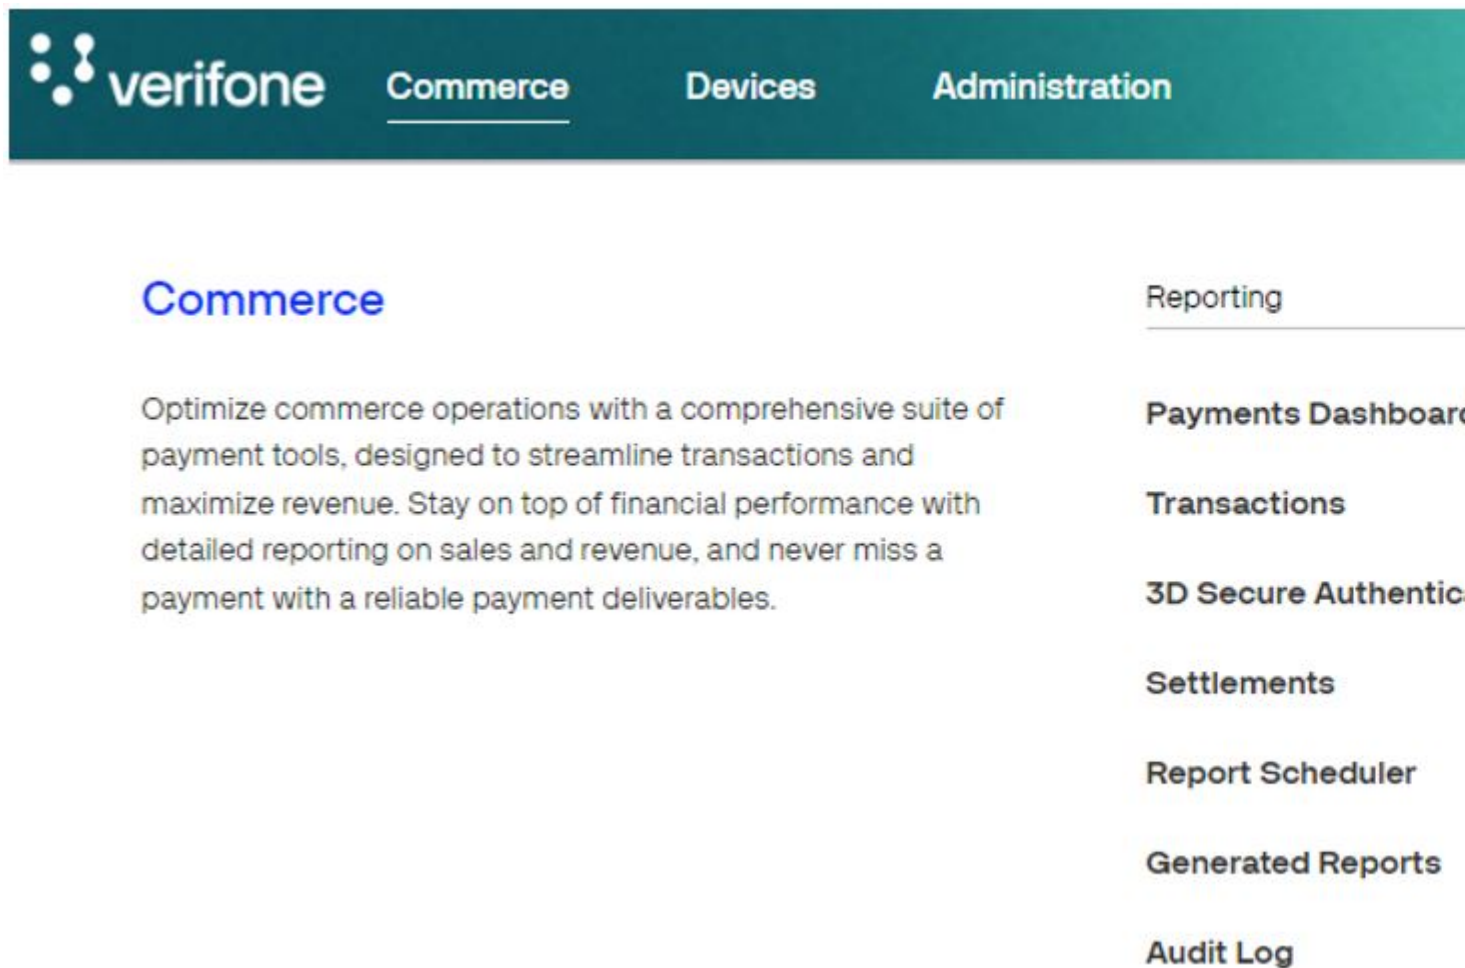 verifone Commerce Devices Administration
Commerce
Optimize commerce operations with a comprehensive suite of
payment tools, designed to streamline transactions and
maximize revenue. Stay on top of financial performance with
detailed reporting on sales and revenue, and never miss a
payment with a reliable payment deliverables.
Reporting
Payments
Transactions
3D Secure
Settlements
Report Scheduler
Generated Reports
Audit Log